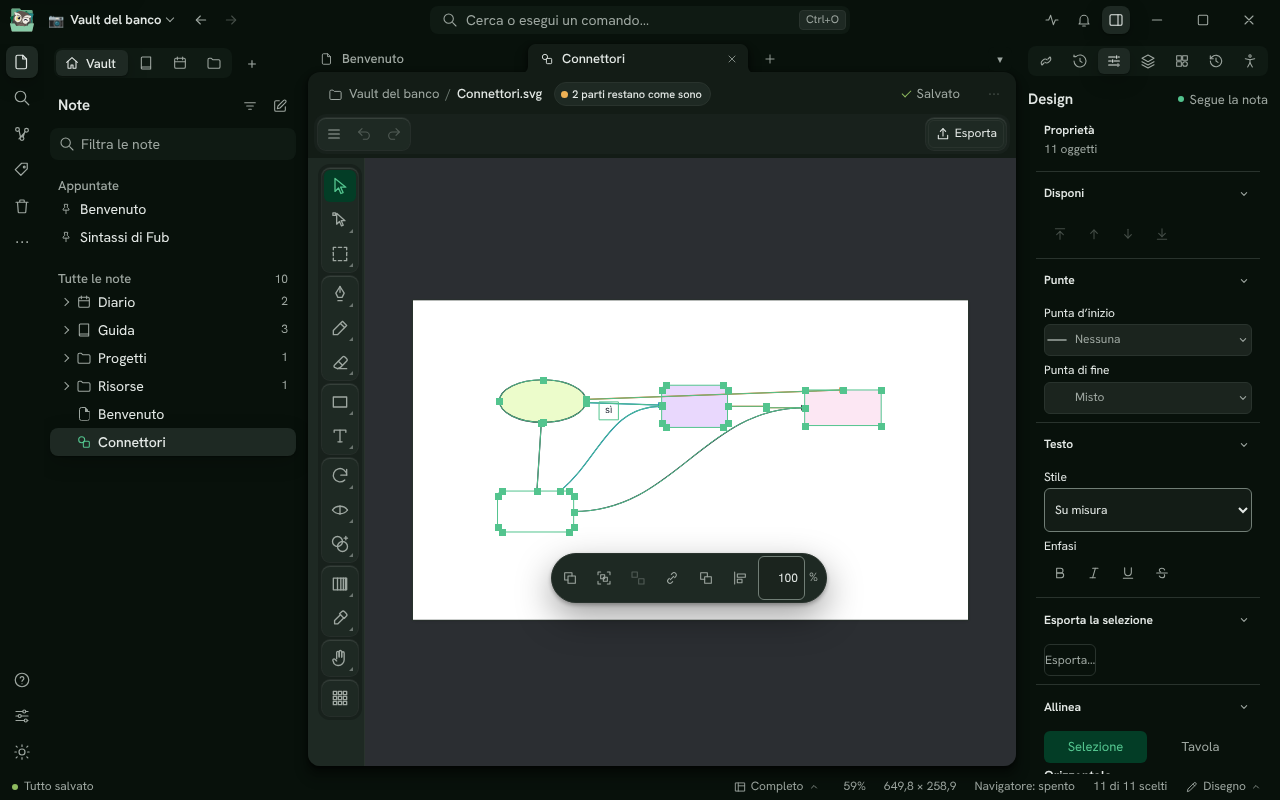 Vault del banco
Cerca o esegui un comando...
Ctrl+O
Vault
Benvenuto
Connettori
Note
Vault del banco / Connettori.svg
2 parti restano come sono
Salvato
Design
Segue la nota
Filtra le note
Esporta
Proprietà
11 oggetti
Appuntate
Benvenuto
Sintassi di Fub
Disponi
Tutte le note 10
Diario 2
Guida 3
Progetti 1
Risorse 1
Benvenuto
Connettori
Punte
Punta d’inizio
Nessuna
Punta di fine
Misto
sì
Testo
Stile
Su misura
Enfasi
B I U S
100 %
Esporta la selezione
Esporta...
Allinea
Selezione
Tavola
Tutto salvato
Completo
59%
649,8 × 258,9
Navigatore: spento
11 di 11 scelti
Disegno